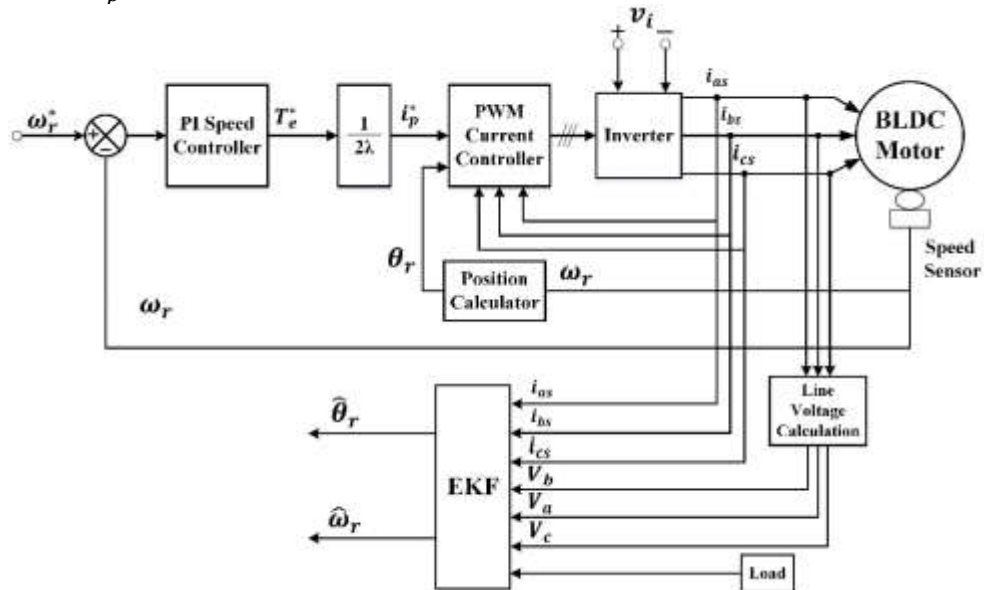 p
v_i
+ −
i_as
ω_r^*
+
−
PI Speed
Controller
T_e^*
1
2λ
i_p^*
PWM
Current
Controller
///
Inverter
i_bs
i_cs
BLDC
Motor
θ_r
Position
Calculator
ω_r
Speed
Sensor
ω_r
Line
Voltage
Calculation
θ̂_r
ω̂_r
EKF
i_as
i_bs
i_cs
V_b
V_a
V_c
Load